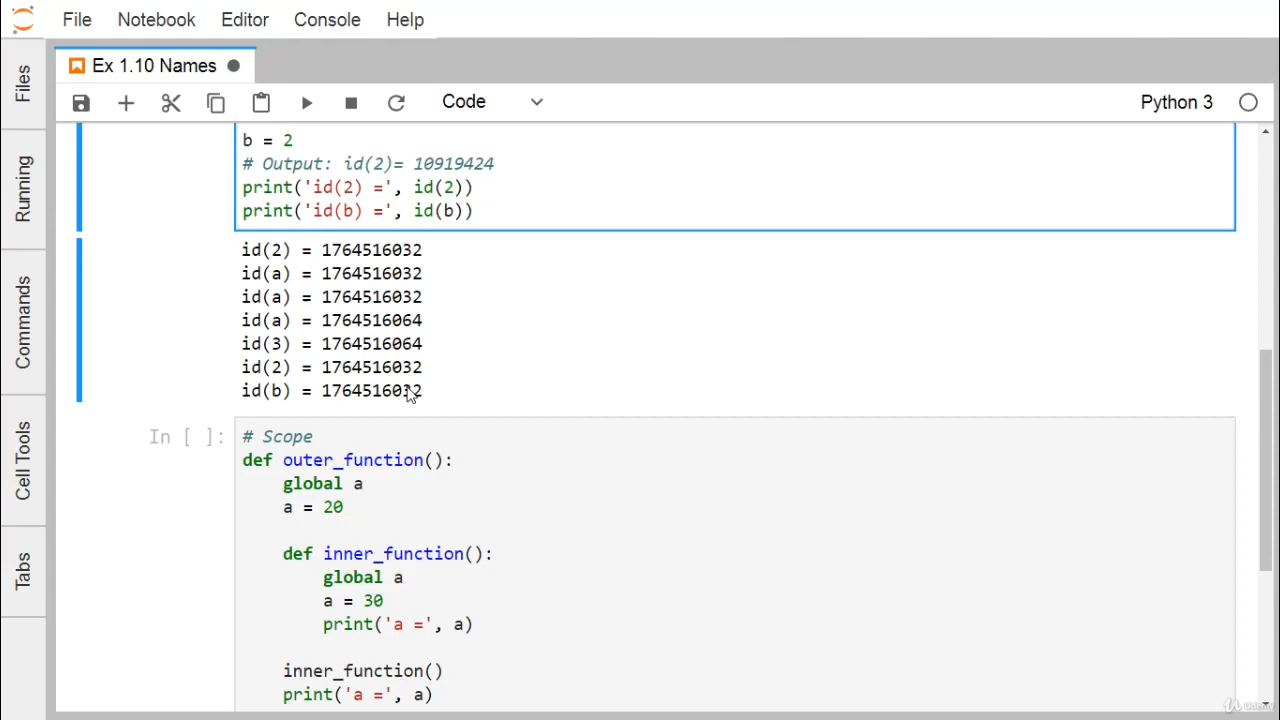 File Notebook Editor Console Help
Ex 1.10 Names
Code Python 3
Files
Running
Commands
Cell Tools
Tabs
b = 2
# Output: id(2)= 10919424
print('id(2) =', id(2))
print('id(b) =', id(b))
id(2) = 1764516032
id(a) = 1764516032
id(a) = 1764516032
id(a) = 1764516064
id(3) = 1764516064
id(2) = 1764516032
id(b) = 1764516032
In [ ]:
# Scope
def outer_function():
    global a
    a = 20
    def inner_function():
        global a
        a = 30
        print('a =', a)
    inner_function()
    print('a =', a)
Udemy